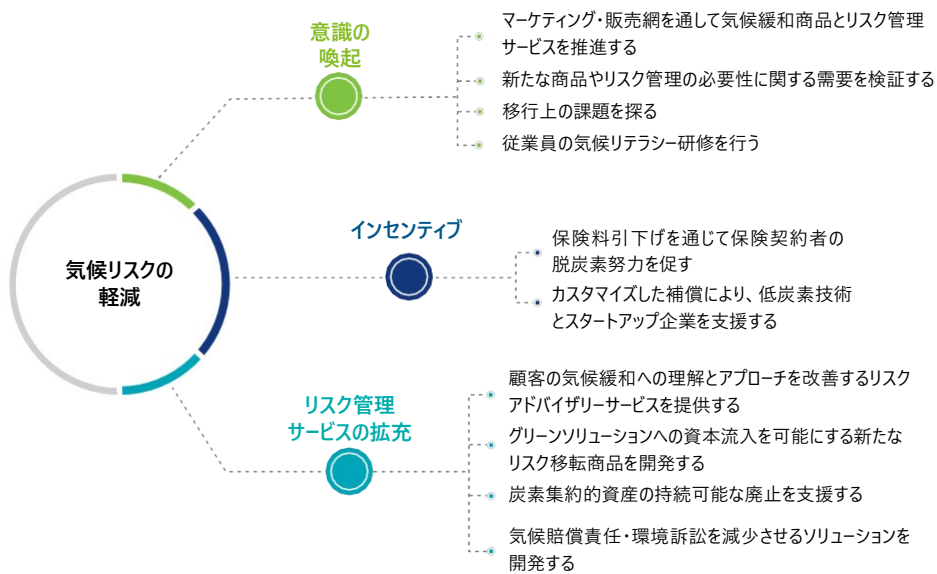 気候リスクの
軽減
意識の
喚起
マーケティング・販売網を通して気候緩和商品とリスク管理
サービスを推進する
新たな商品やリスク管理の必要性に関する需要を検証する
移行上の課題を探る
従業員の気候リテラシー研修を行う
インセンティブ
保険料引下げを通じて保険契約者の
脱炭素努力を促す
カスタマイズした補償により、低炭素技術
とスタートアップ企業を支援する
リスク管理
サービスの拡充
顧客の気候緩和への理解とアプローチを改善するリスク
アドバイザリーサービスを提供する
グリーンソリューションへの資本流入を可能にする新たな
リスク移転商品を開発する
炭素集約的資産の持続可能な廃止を支援する
気候賠償責任・環境訴訟を減少させるソリューションを
開発する